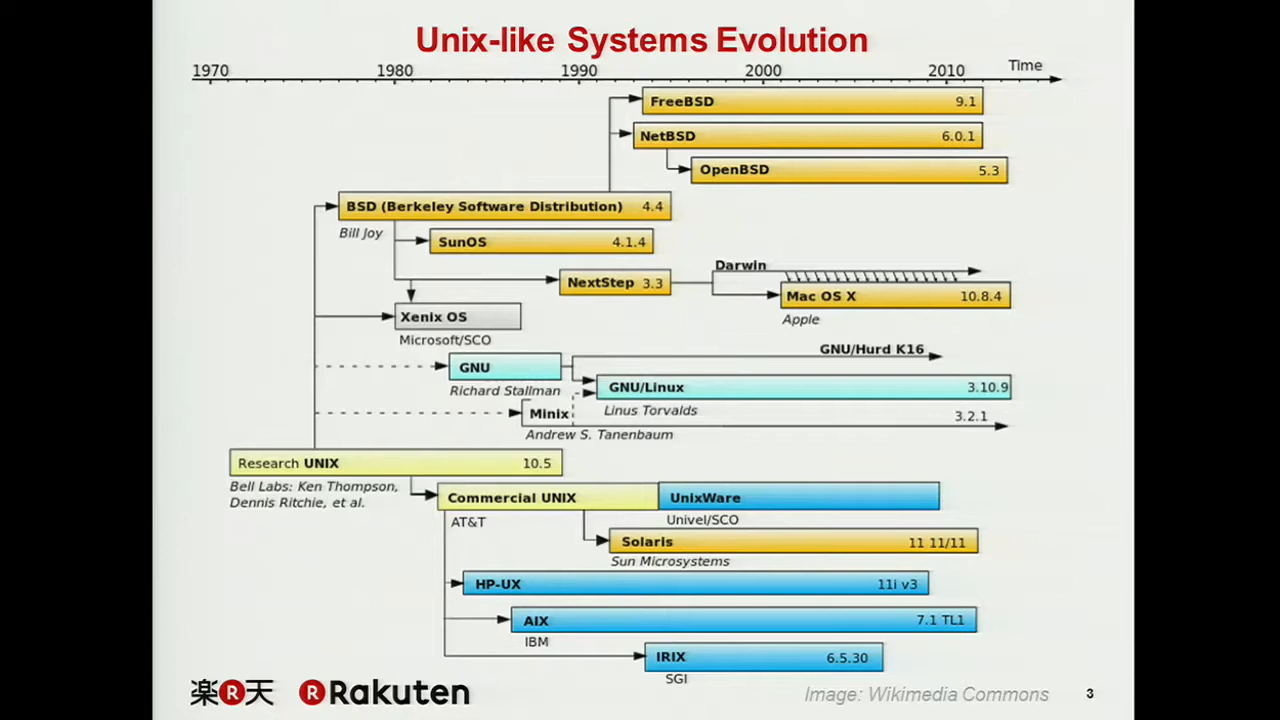 Unix-like Systems Evolution
1970 1980 1990 2000 2010 Time
FreeBSD 9.1
NetBSD 6.0.1
OpenBSD 5.3
BSD (Berkeley Software Distribution) 4.4
Bill Joy
SunOS 4.1.4
Darwin
NextStep 3.3
Mac OS X 10.8.4
Apple
Xenix OS
Microsoft/SCO
GNU/Hurd K16
GNU
Richard Stallman
GNU/Linux 3.10.9
Linus Torvalds
Minix 3.2.1
Andrew S. Tanenbaum
Research UNIX 10.5
Bell Labs: Ken Thompson,
Dennis Ritchie, et al.
Commercial UNIX
AT&T
UnixWare
Univel/SCO
Solaris 11 11/11
Sun Microsystems
HP-UX 11i v3
AIX 7.1 TL1
IBM
IRIX 6.5.30
SGI
楽R天 R Rakuten
Image: Wikimedia Commons 3